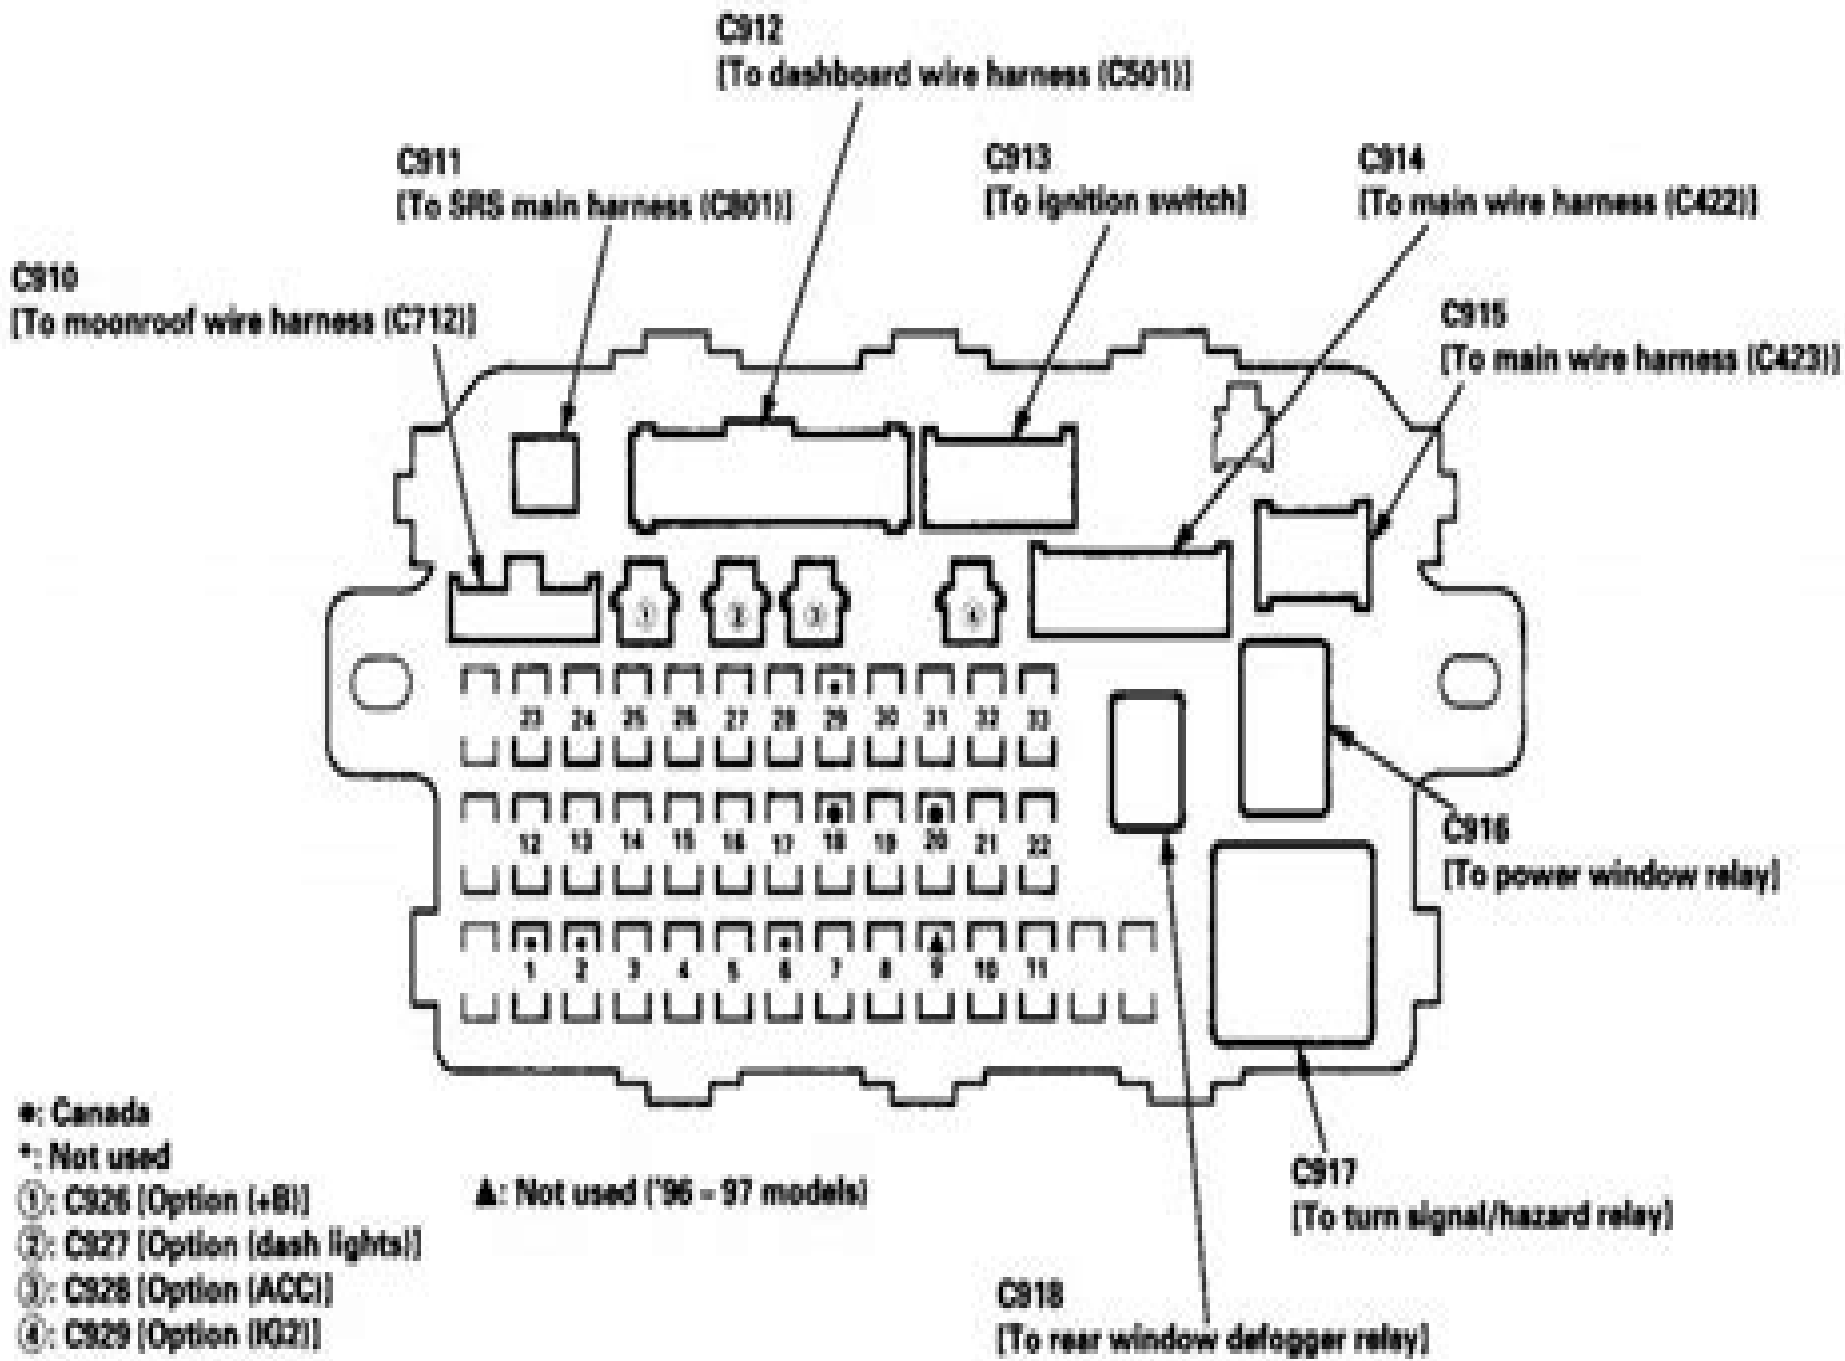 C912
[To dashboard wire harness (C501)]
C911
[To SRS main harness (C801)]
C913
[To ignition switch]
C914
[To main wire harness (C422)]
C910
[To moonroof wire harness (C712)]
C915
[To main wire harness (C423)]
① ② ③ ④
23 24 25 26 27 28 29 30 31 32 33
12 13 14 15 16 17 18 19 20 21 22
1 2 3 4 5 6 7 8 9 10 11
C916
[To power window relay]
●: Canada
*: Not used
①: C926 [Option (+B)]
②: C927 [Option (dash lights)]
③: C928 [Option (ACC)]
④: C929 [Option (IG2)]
▲: Not used ('96 – 97 models)
C917
[To turn signal/hazard relay]
C918
[To rear window defogger relay]